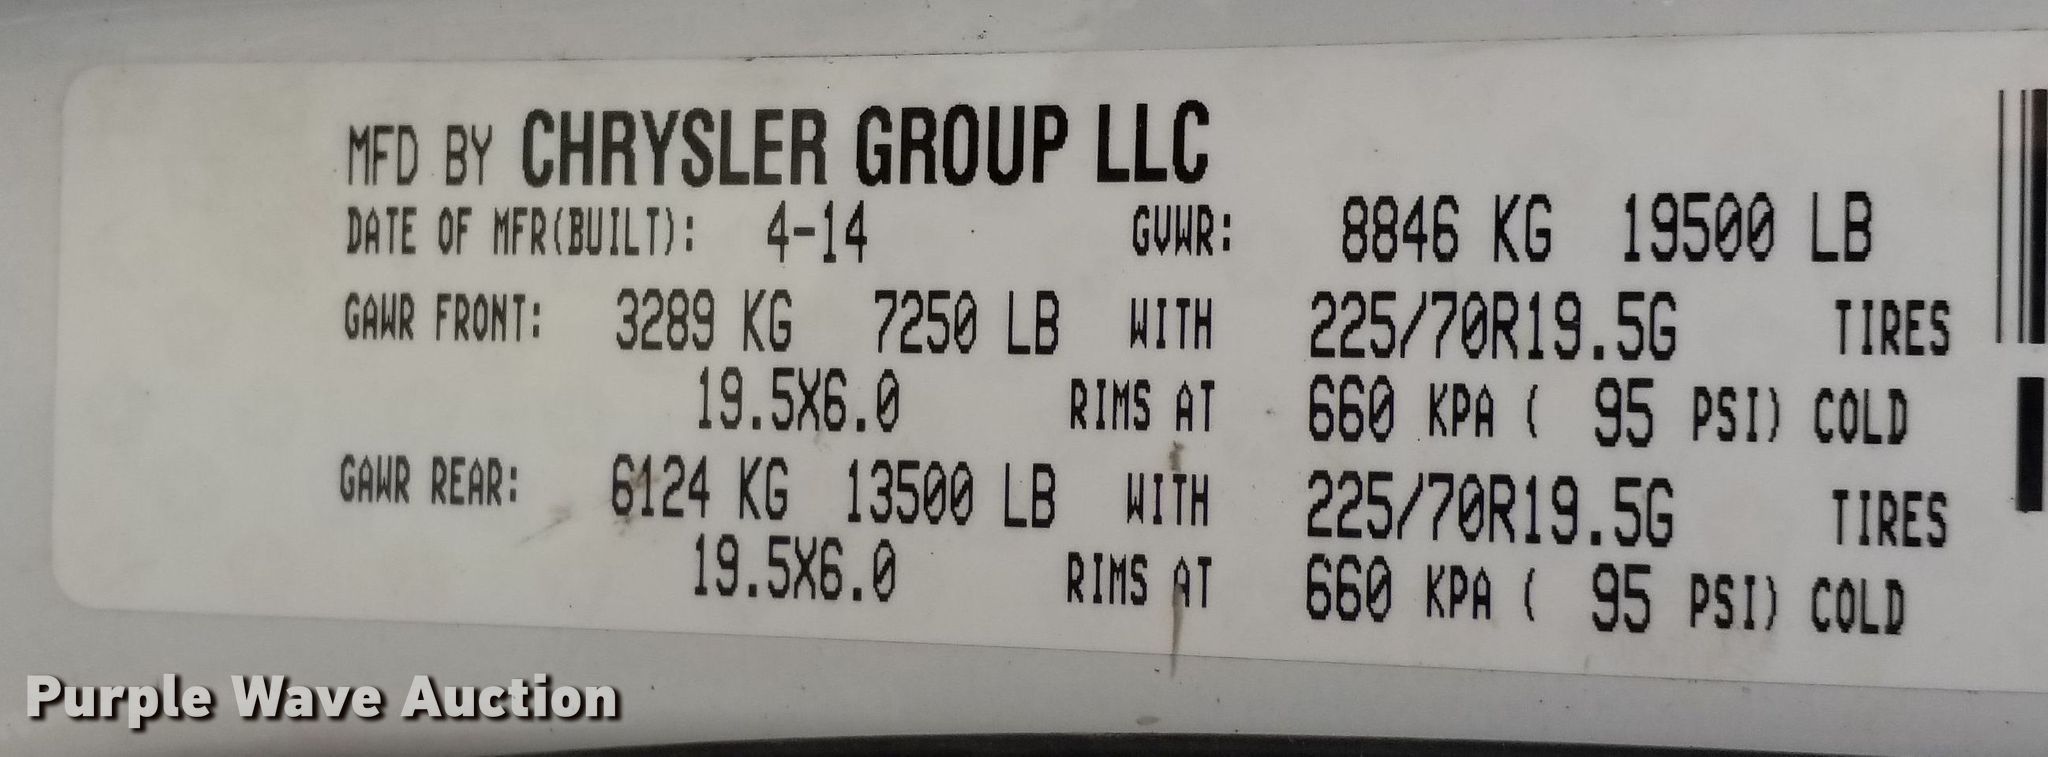 MFD BY CHRYSLER GROUP LLC
DATE OF MFR(BUILT): 4-14 GVWR: 8846 KG 19500 LB
GAWR FRONT: 3289 KG 7250 LB WITH 225/70R19.5G TIRES
19.5X6.0 RIMS AT 660 KPA ( 95 PSI) COLD
GAWR REAR: 6124 KG 13500 LB WITH 225/70R19.5G TIRES
19.5X6.0 RIMS AT 660 KPA ( 95 PSI) COLD
Purple Wave Auction